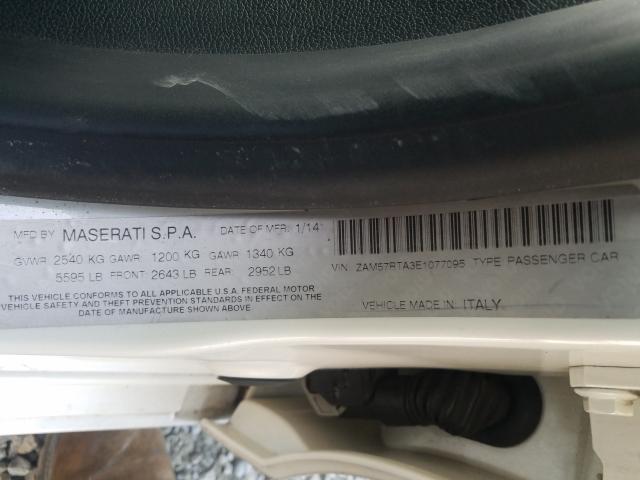 MFD BY MASERATI S.P.A. DATE OF MFR. 1/14
GVWR 2540 KG GAWR 1200 KG GAWR 1340 KG
5595 LB FRONT: 2643 LB REAR: 2952 LB
THIS VEHICLE CONFORMS TO ALL APPLICABLE U.S.A. FEDERAL MOTOR
VEHICLE SAFETY AND THEFT PREVENTION STANDARDS IN EFFECT ON THE
DATE OF MANUFACTURE SHOWN ABOVE
VIN: ZAM57RTA3E1077095 TYPE PASSENGER CAR
VEHICLE MADE IN: ITALY